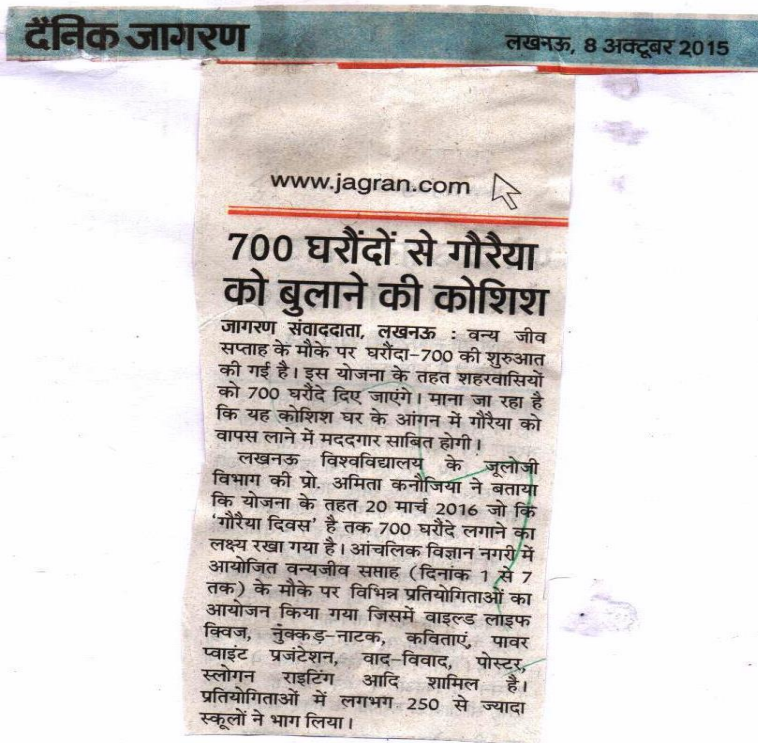 दैनिक जागरण
लखनऊ, 8 अक्टूबर 2015
www.jagran.com
700 घरौंदों से गौरैया
को बुलाने की कोशिश
जागरण संवाददाता, लखनऊ : वन्य जीव
सप्ताह के मौके पर घरौंदा-700 की शुरुआत
की गई है। इस योजना के तहत शहरवासियों
को 700 घरौंदे दिए जाएंगे। माना जा रहा है
कि यह कोशिश घर के आंगन में गौरैया को
वापस लाने में मददगार साबित होगी।
लखनऊ विश्वविद्यालय के जूलोजी
विभाग की प्रो. अमिता कनौजिया ने बताया
कि योजना के तहत 20 मार्च 2016 जो कि
'गौरैया दिवस' है तक 700 घरौंदे लगाने का
लक्ष्य रखा गया है। आंचलिक विज्ञान नगरी में
आयोजित वन्यजीव सप्ताह (दिनांक 1 से 7
तक) के मौके पर विभिन्न प्रतियोगिताओं का
आयोजन किया गया जिसमें वाइल्ड लाइफ
क्विज, नुक्कड़-नाटक, कविताएं, पावर
प्वाइंट प्रजंटेशन, वाद-विवाद, पोस्टर,
स्लोगन राइटिंग आदि शामिल है।
प्रतियोगिताओं में लगभग 250 से ज्यादा
स्कूलों ने भाग लिया।